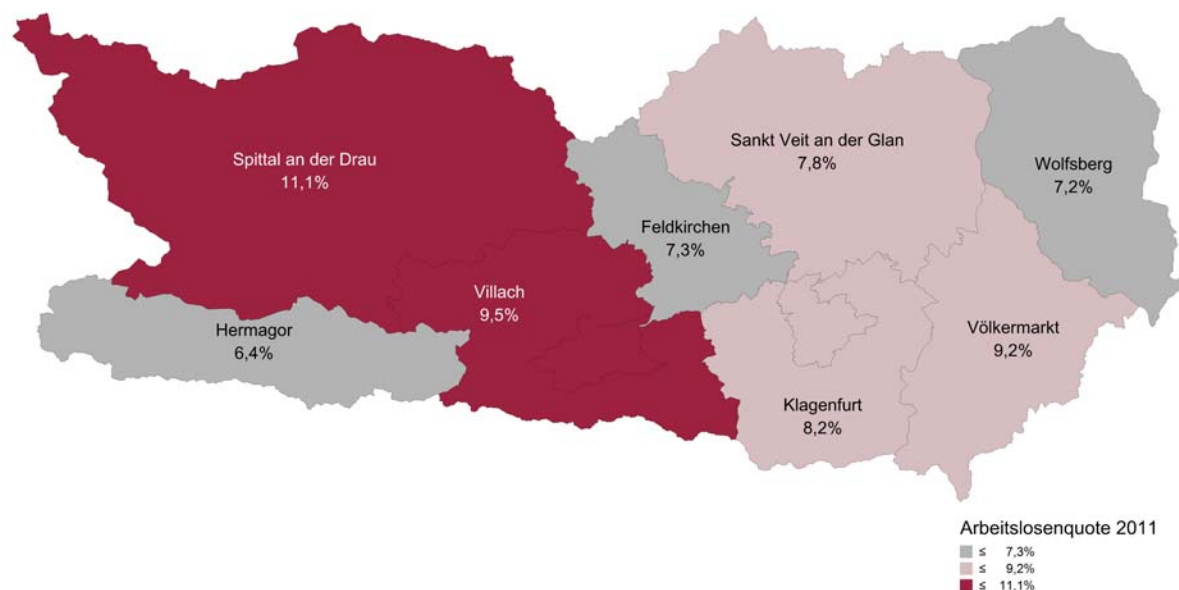 Spittal an der Drau
11,1%
Sankt Veit an der Glan
7,8%
Wolfsberg
7,2%
Feldkirchen
7,3%
Villach
9,5%
Hermagor
6,4%
Völkermarkt
9,2%
Klagenfurt
8,2%
Arbeitslosenquote 2011
≤ 7,3%
≤ 9,2%
≤ 11,1%